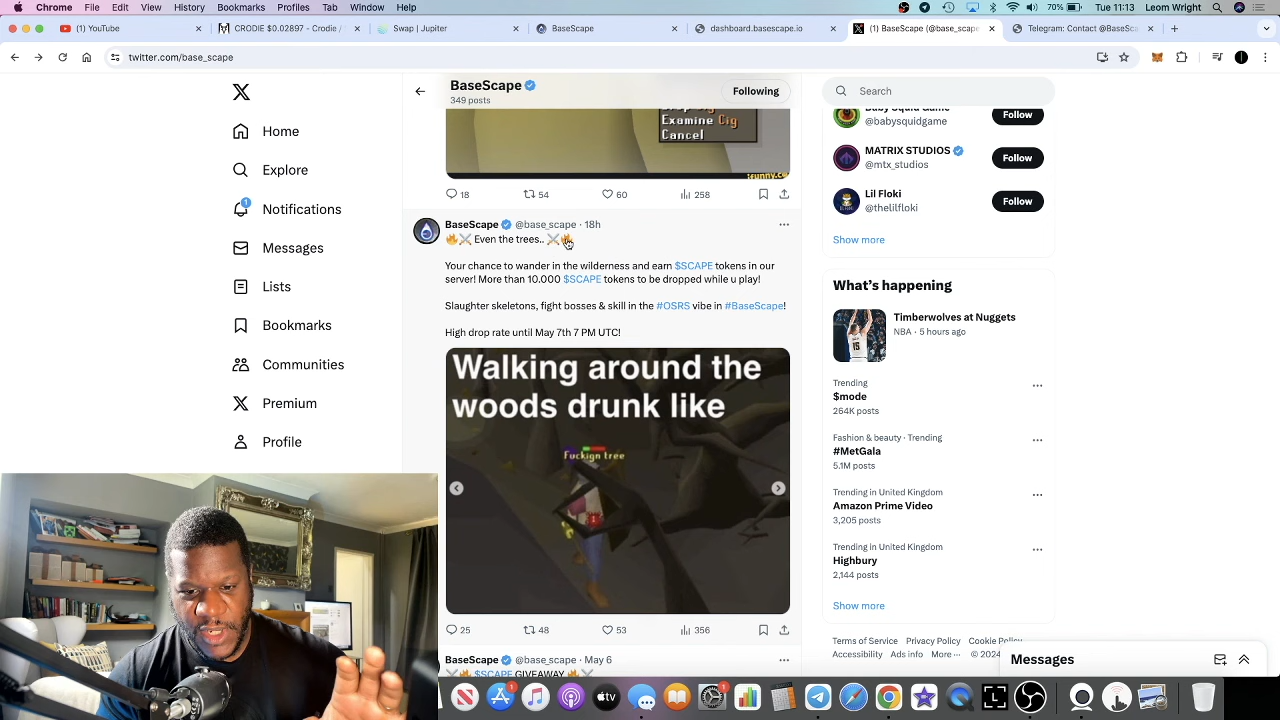 Chrome File Edit View History Bookmarks Profiles Tab Window Help
70% Tue 11:13 Leom Wright
(1) YouTube
CRODIE $0.02897 - Crodie /
Swap | Jupiter
BaseScape
dashboard.basescape.io
(1) BaseScape (@base_scape
Telegram: Contact @BaseSca
twitter.com/base_scape
Home
Explore
1
Notifications
Messages
Lists
Bookmarks
Communities
Premium
Profile
BaseScape
349 posts
Following
Examine Cig
Cancel
18 54 60 258
BaseScape @base_scape · 18h
Even the trees..
Your chance to wander in the wilderness and earn $SCAPE tokens in our
server! More than 10.000 $SCAPE tokens to be dropped while u play!
Slaughter skeletons, fight bosses & skill in the #OSRS vibe in #BaseScape!
High drop rate until May 7th 7 PM UTC!
Walking around the
woods drunk like
Fuckign tree
25 48 53 356
BaseScape @base_scape · May 6
$SCAPE GIVEAWAY
Search
Baby Squid Game
@babysquidgame
Follow
MATRIX STUDIOS
@mtx_studios
Follow
Lil Floki
@thelilfloki
Follow
Show more
What's happening
Timberwolves at Nuggets
NBA · 5 hours ago
Trending
$mode
264K posts
Fashion & beauty · Trending
#MetGala
5.1M posts
Trending in United Kingdom
Amazon Prime Video
3,205 posts
Trending in United Kingdom
Highbury
2,144 posts
Show more
Terms of Service Privacy Policy Cookie Policy
Accessibility Ads info More ··· © 2024
Messages